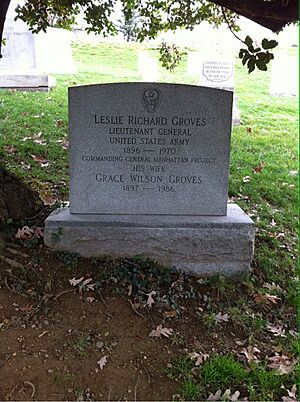 LESLIE RICHARD GROVES
LIEUTENANT GENERAL
UNITED STATES ARMY
1896 — 1970
COMMANDING GENERAL MANHATTAN PROJECT
HIS WIFE
GRACE WILSON GROVES
1897 — 1986